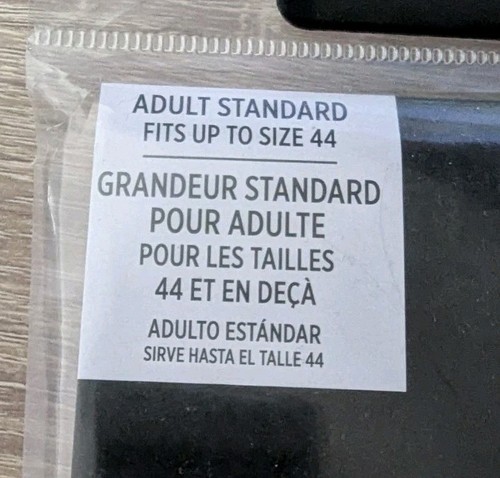 ADULT STANDARD
FITS UP TO SIZE 44
GRANDEUR STANDARD
POUR ADULTE
POUR LES TAILLES
44 ET EN DEÇÀ
ADULTO ESTÁNDAR
SIRVE HASTA EL TALLE 44